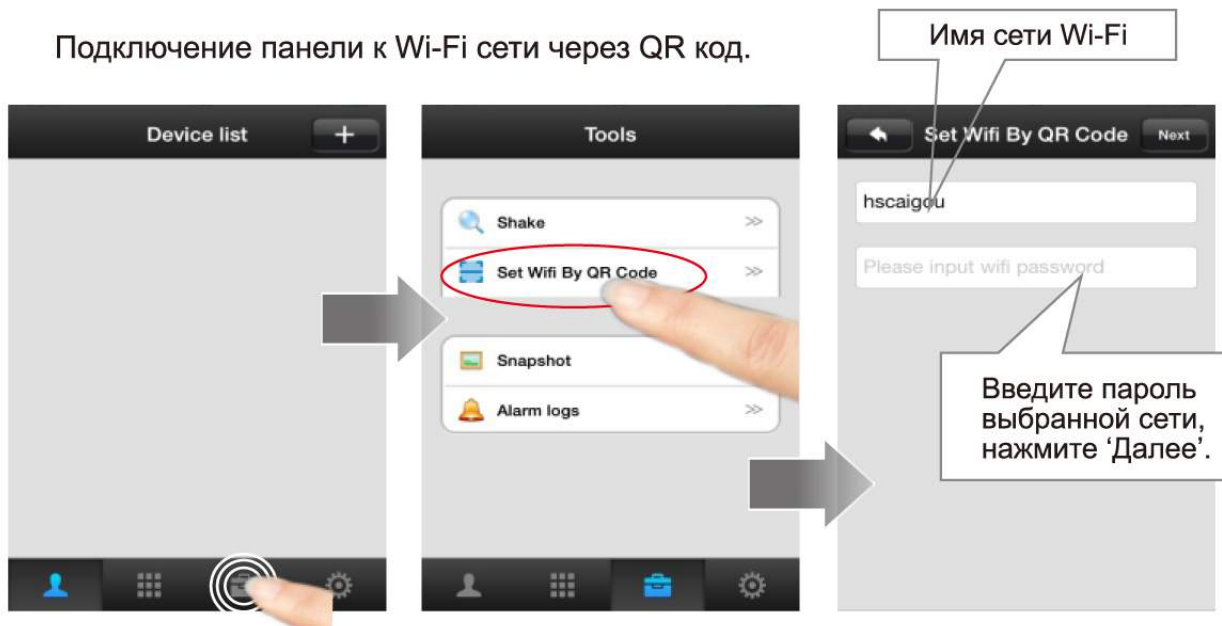 Подключение панели к Wi-Fi сети через QR код.
Имя сети Wi-Fi
Device list
+
Tools
Shake
>>
Set Wifi By QR Code
>>
Snapshot
Alarm logs
>>
Set Wifi By QR Code
Next
hscaigou
Please input wifi password
Введите пароль
выбранной сети,
нажмите ‘Далее’.